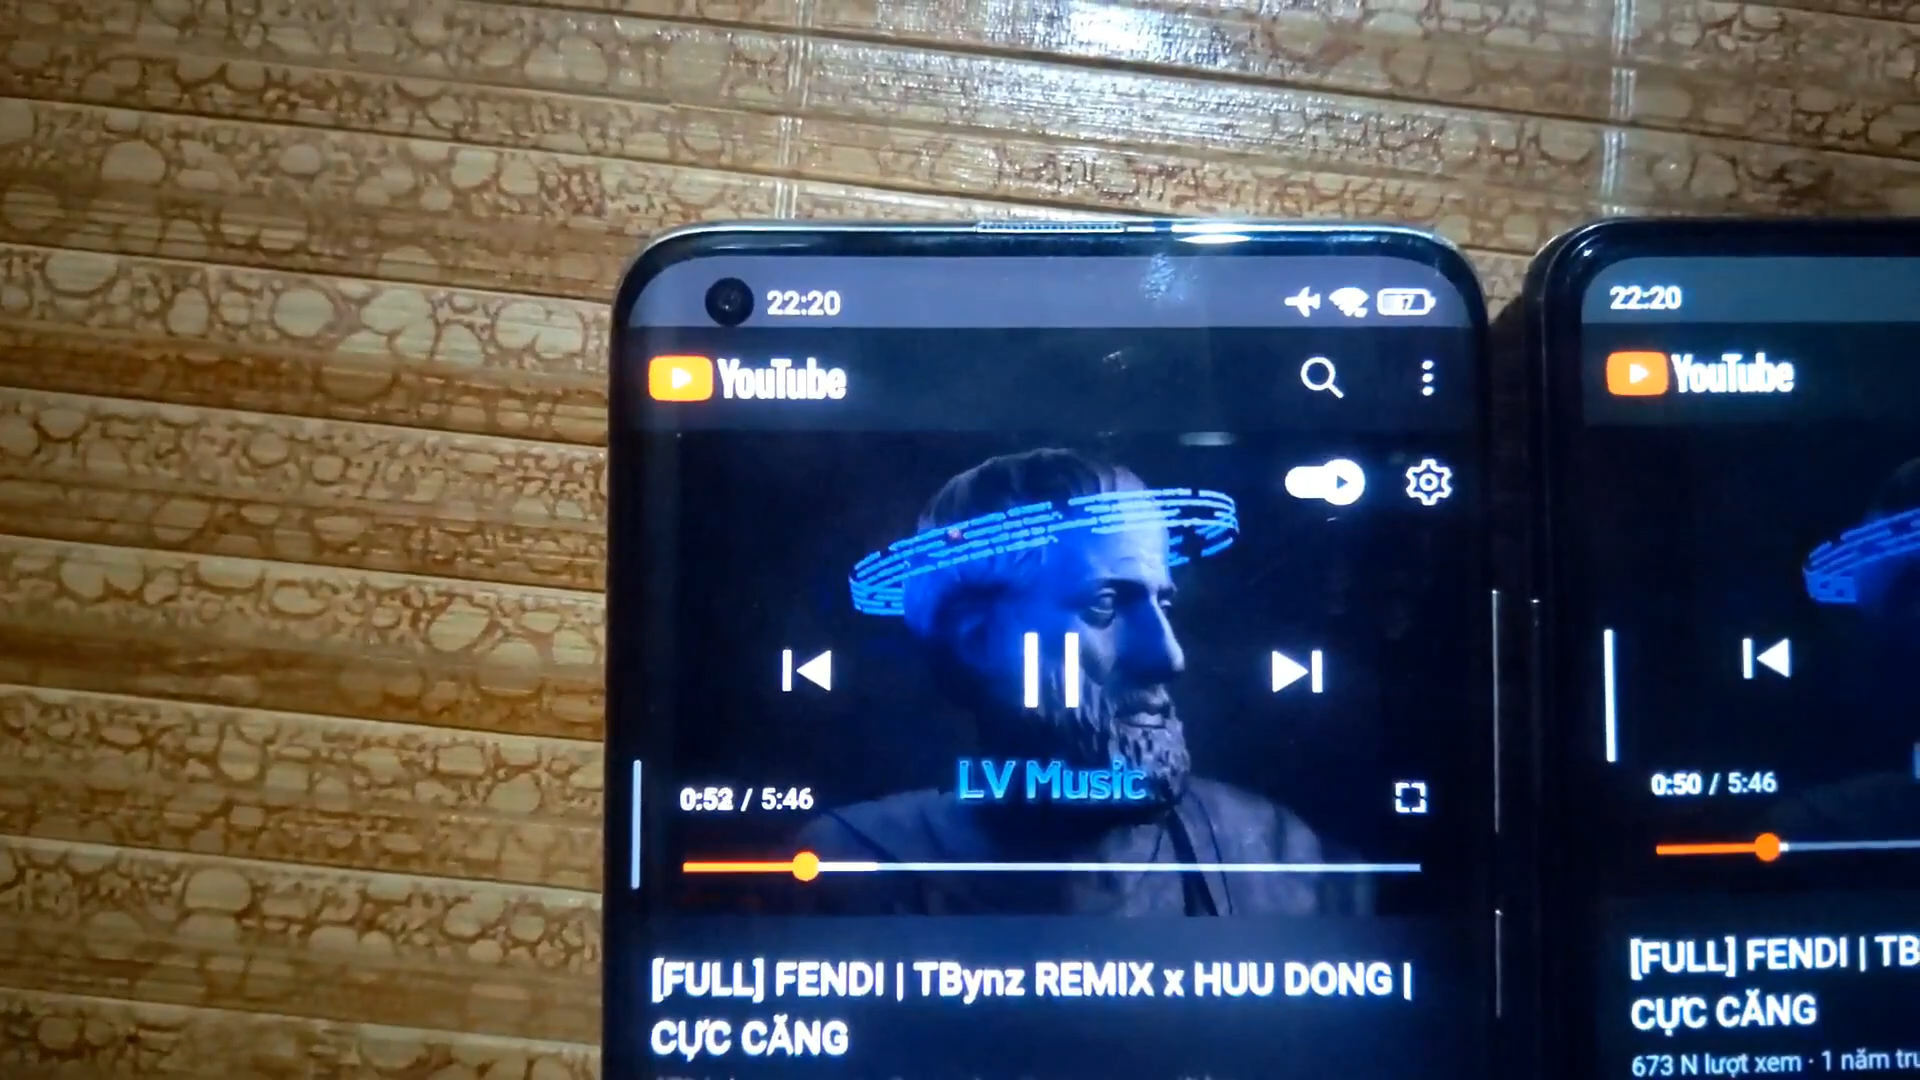 22:20
YouTube
LV Music
0:52 / 5:46
[FULL] FENDI | TBynz REMIX x HUU DONG |
CỰC CĂNG
22:20
YouTube
0:50 / 5:46
[FULL] FENDI | TB
CỰC CĂNG
673 N lượt xem · 1 năm trư